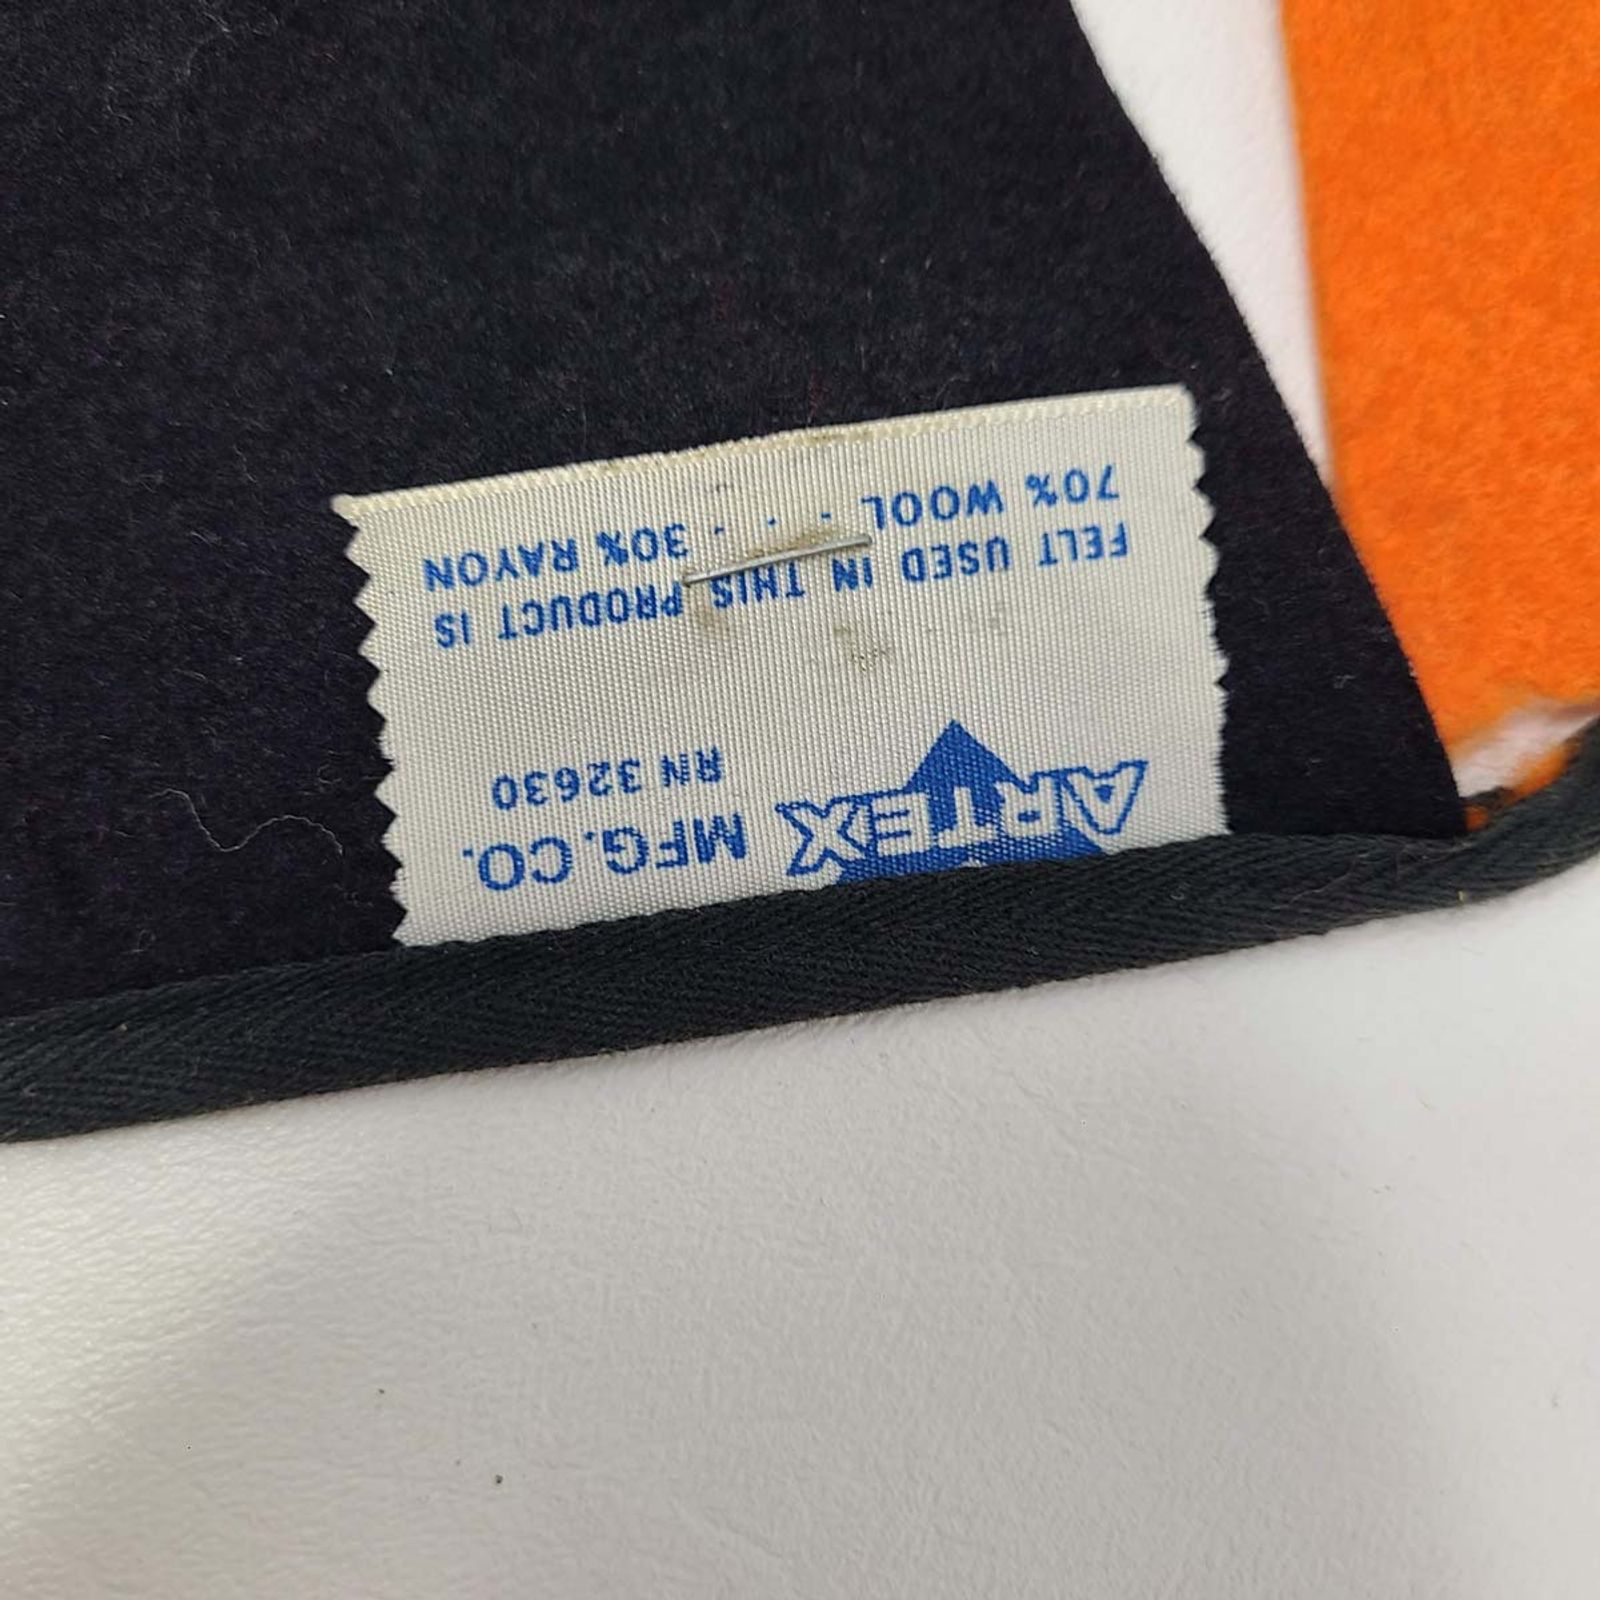 ARTEX MFG. CO.
RN 32630
FELT USED IN THIS PRODUCT IS
70% WOOL . . . 30% RAYON